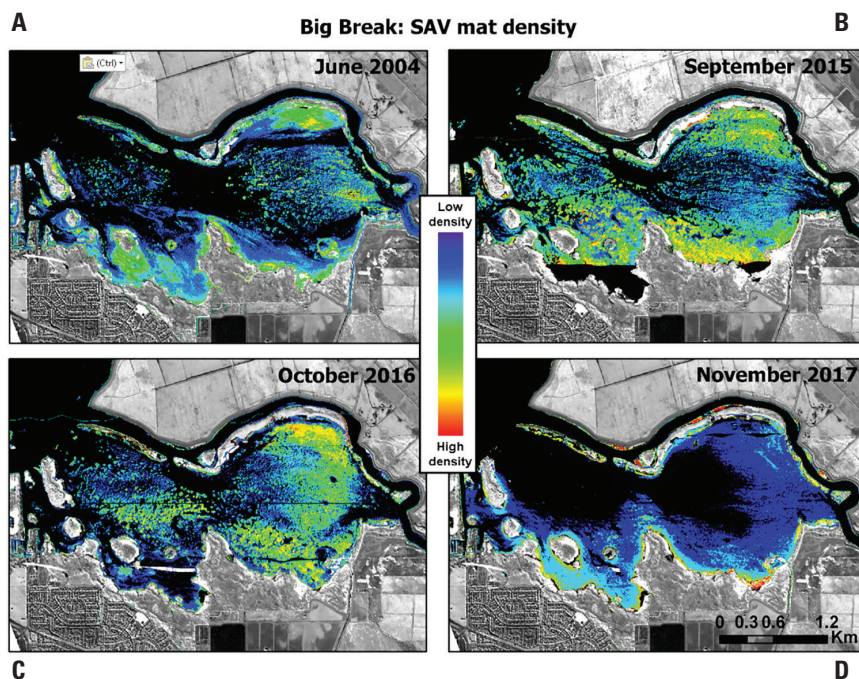 A
Big Break: SAV mat density
B
(Ctrl)
June 2004
September 2015
Low
density
High
density
October 2016
November 2017
0 0.3 0.6 1.2
Km
C
D